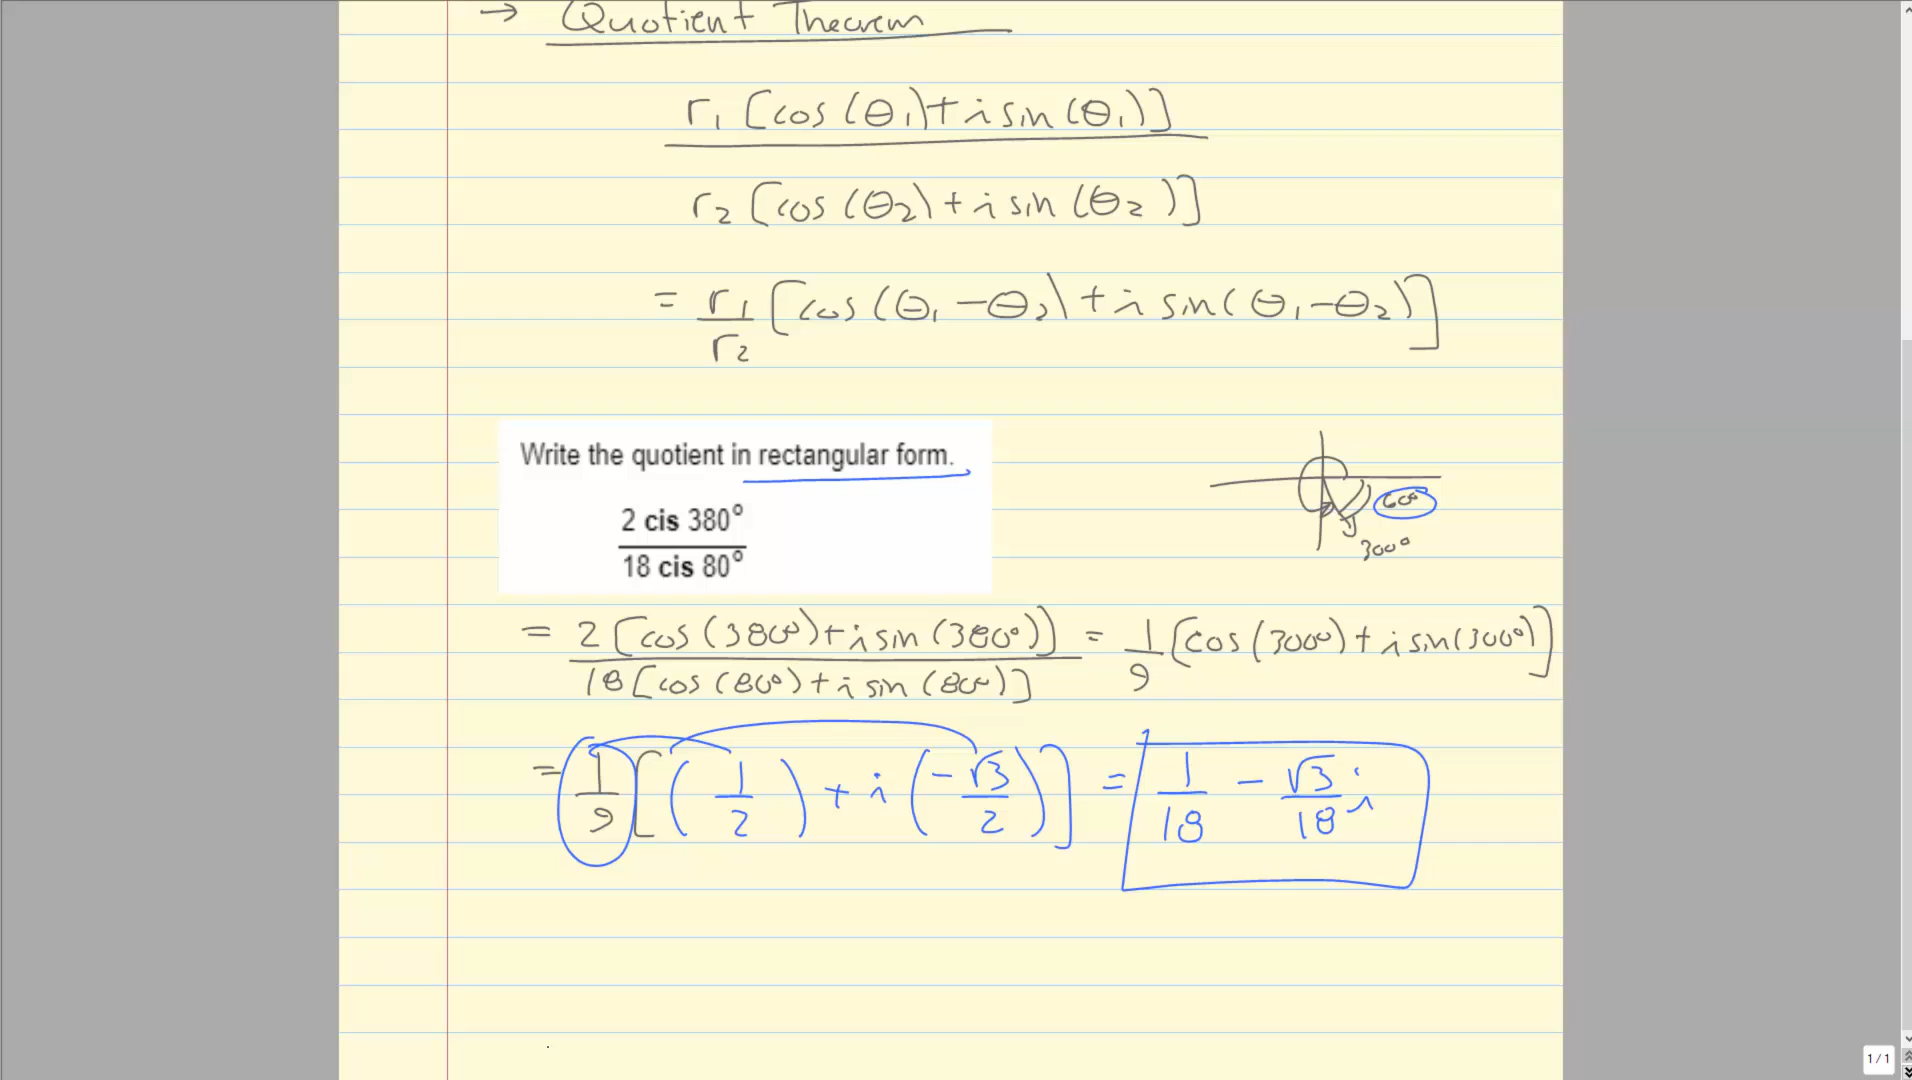 → Quotient Theorem
r₁ [cos(θ₁)+i sin(θ₁)]
r₂ [cos(θ₂)+i sin(θ₂)]
= r₁/r₂ [cos(θ₁-θ₂)+i sin(θ₁-θ₂)]
Write the quotient in rectangular form.
2 cis 380°
18 cis 80°
60°
300°
= 2[cos(380°)+i sin(380°)] / 18[cos(80°)+i sin(80°)] = 1/9 [cos(300°)+i sin(300°)]
= 1/9 [(1/2) + i(-√3/2)] = 1/18 - √3/18 i
1 / 1